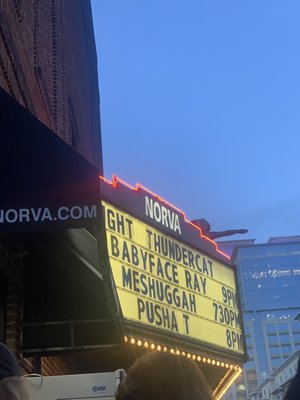 NORVA.COM
NORVA
GHT THUNDERCAT 9PM
BABYFACE RAY
MESHUGGAH 730PM
PUSHA T 8PM